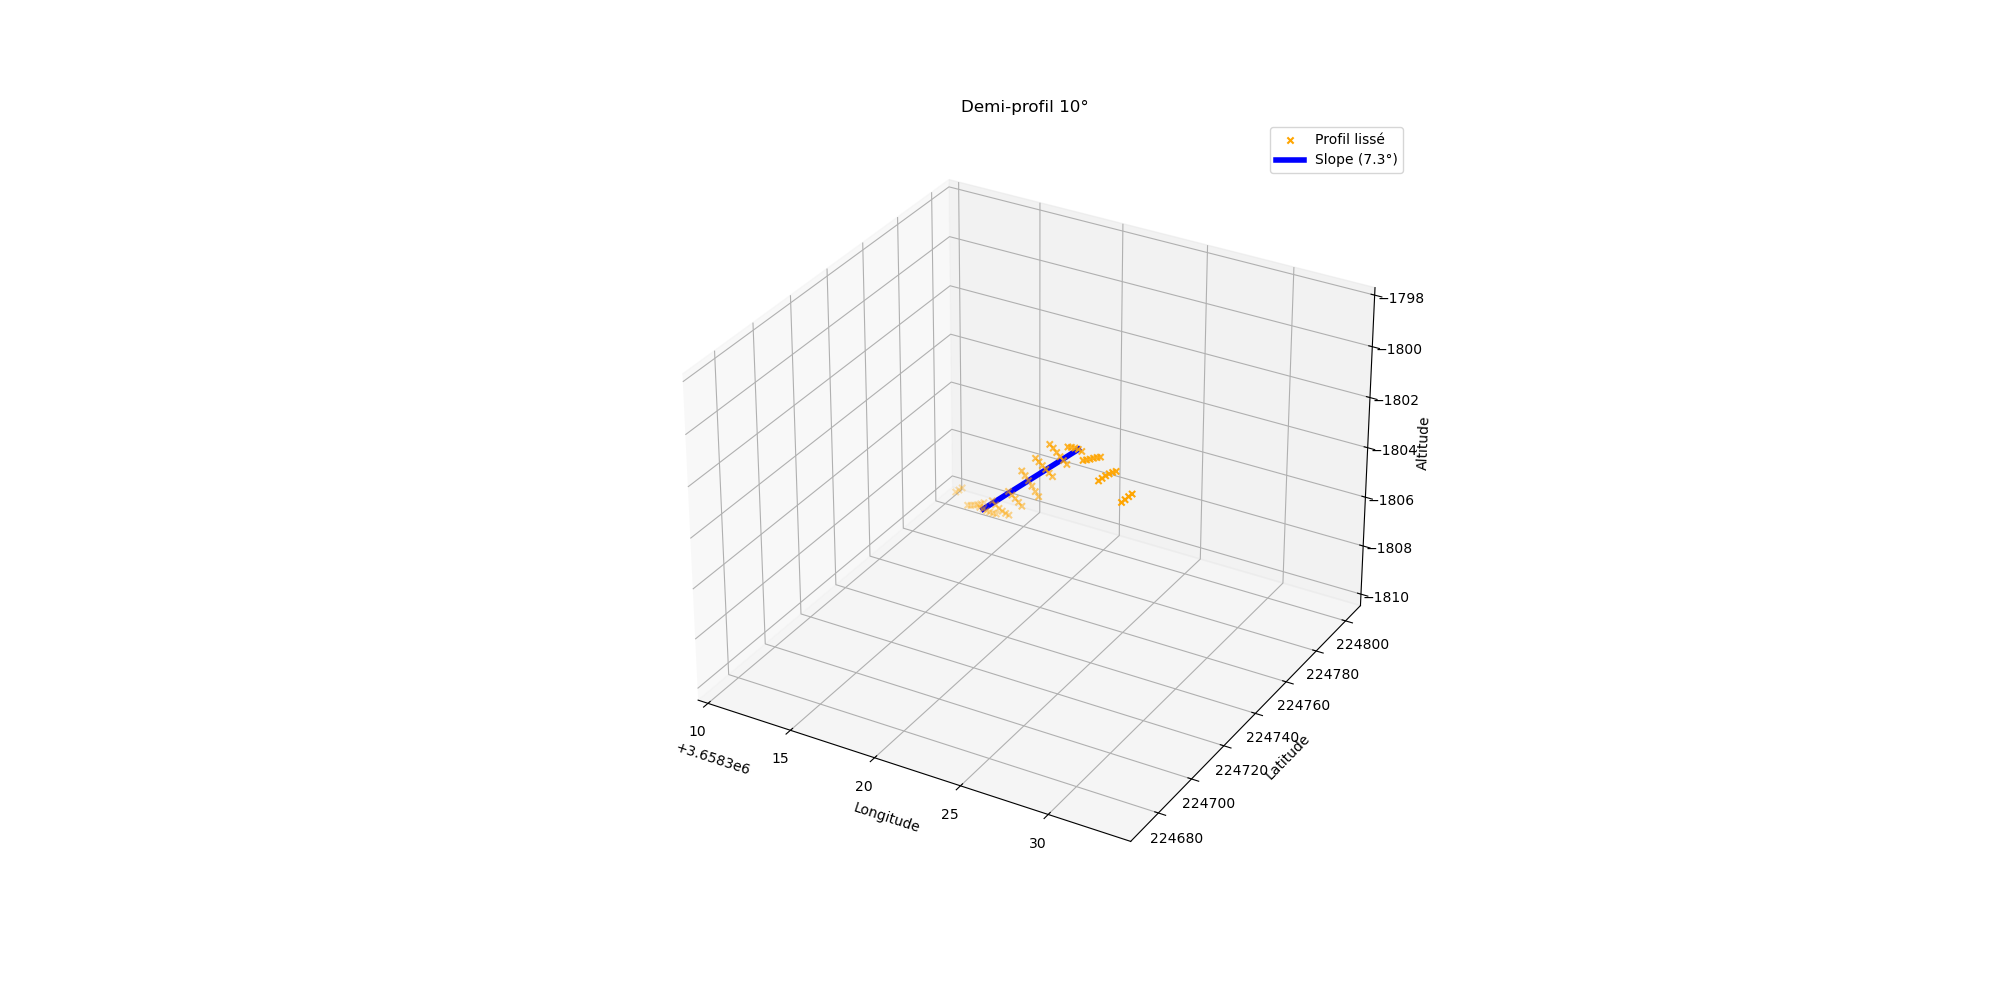 Demi-profil 10°
Profil lissé
Slope (7.3°)
−1798
−1800
−1802
−1804
−1806
−1808
−1810
Altitude
224800
224780
224760
224740
224720
224700
224680
Latitude
10
15
20
25
30
+3.6583e6
Longitude